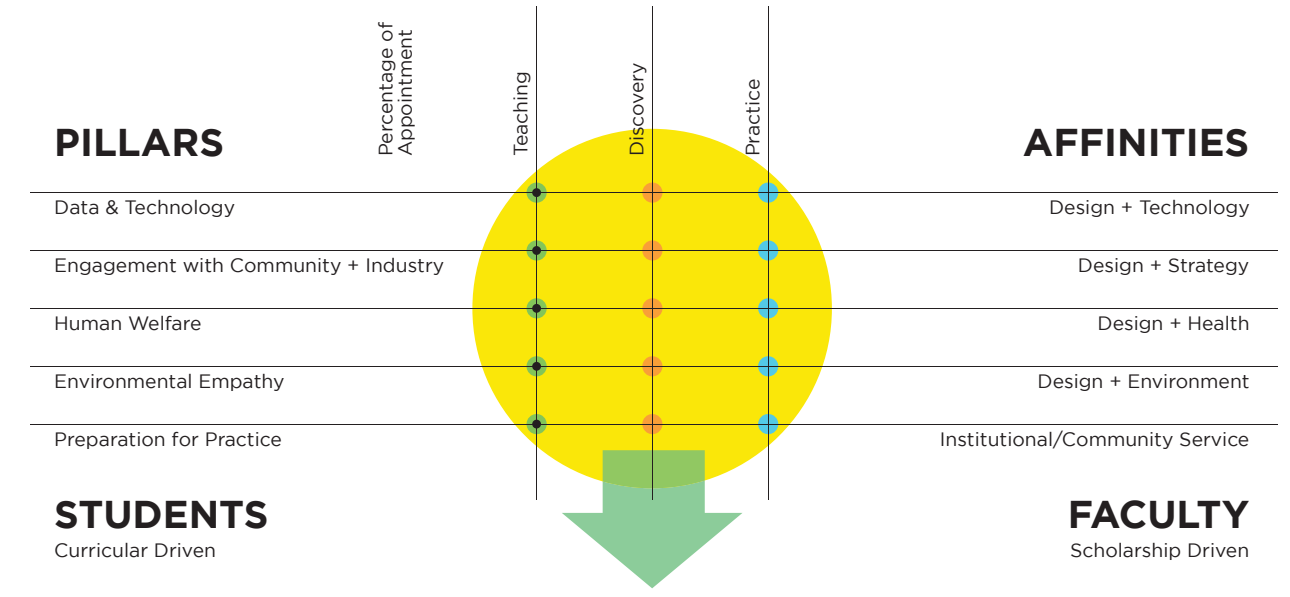 Percentage of
Appointment
Teaching
Discovery
Practice
PILLARS
AFFINITIES
Data & Technology
Design + Technology
Engagement with Community + Industry
Design + Strategy
Human Welfare
Design + Health
Environmental Empathy
Design + Environment
Preparation for Practice
Institutional/Community Service
STUDENTS
FACULTY
Curricular Driven
Scholarship Driven